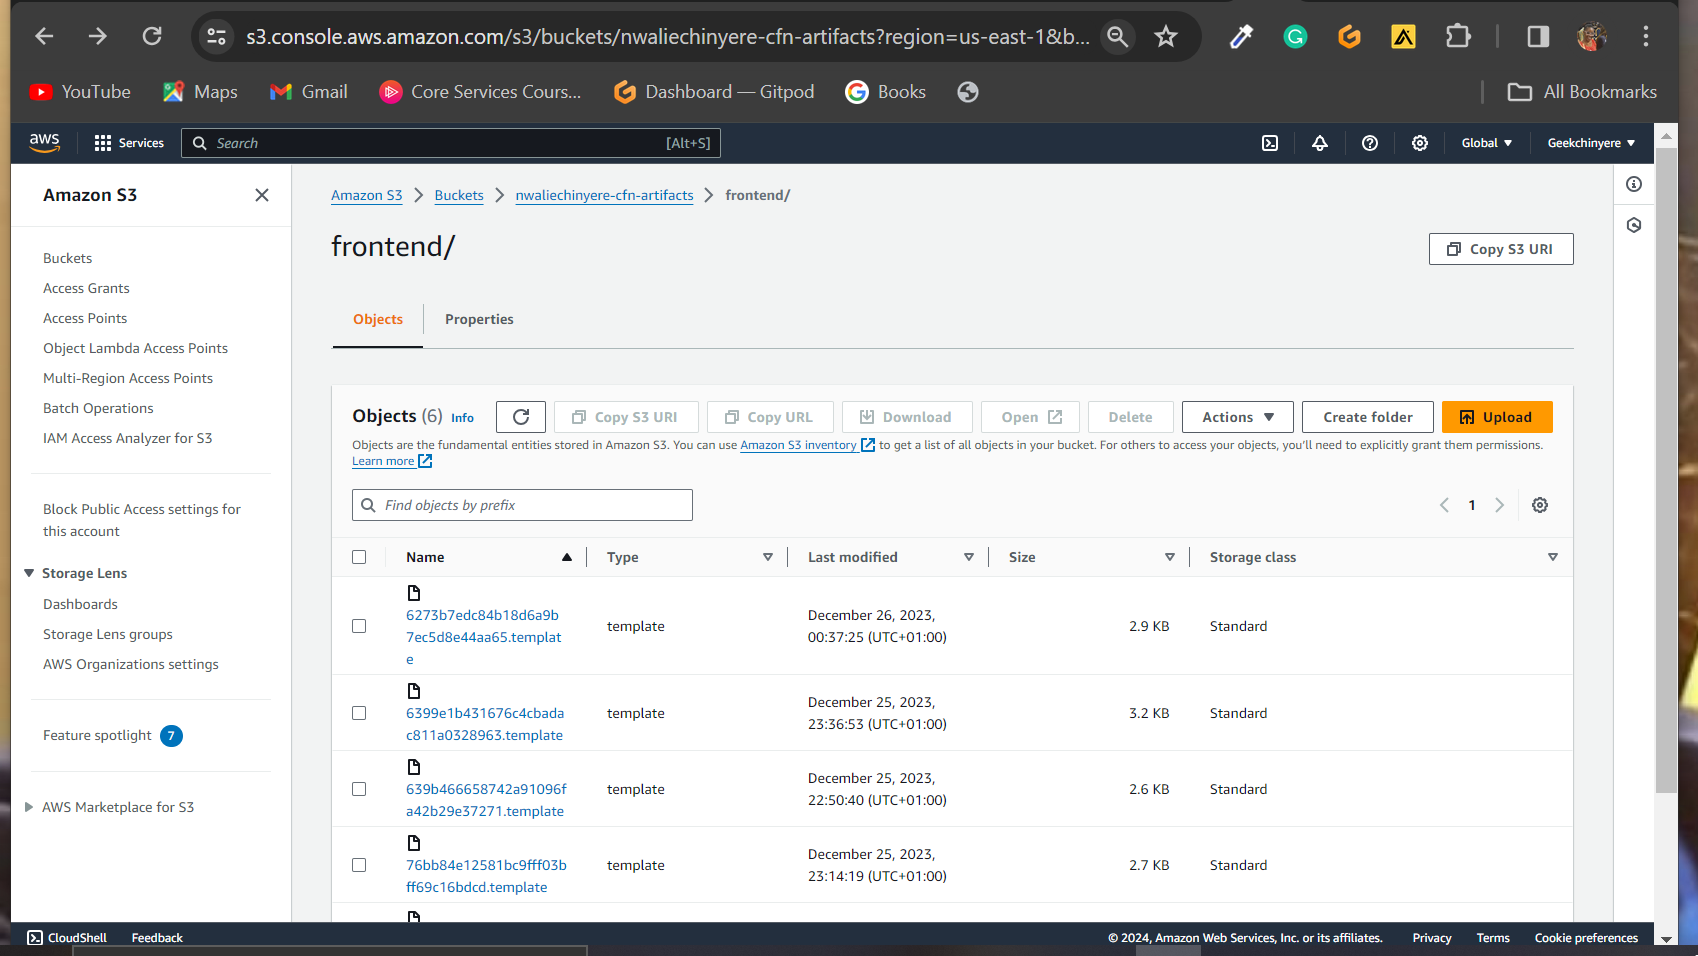 s3.console.aws.amazon.com/s3/buckets/nwaliechinyere-cfn-artifacts?region=us-east-1&b...
YouTube Maps Gmail Core Services Cours... Dashboard — Gitpod Books All Bookmarks
aws Services Search [Alt+S] Global Geekchinyere
Amazon S3
Buckets
Access Grants
Access Points
Object Lambda Access Points
Multi-Region Access Points
Batch Operations
IAM Access Analyzer for S3
Block Public Access settings for
this account
Storage Lens
Dashboards
Storage Lens groups
AWS Organizations settings
Feature spotlight 7
AWS Marketplace for S3
Amazon S3 Buckets nwaliechinyere-cfn-artifacts frontend/
frontend/
Copy S3 URI
Objects Properties
Objects (6) Info Copy S3 URI Copy URL Download Open Delete Actions Create folder Upload
Objects are the fundamental entities stored in Amazon S3. You can use Amazon S3 inventory to get a list of all objects in your bucket. For others to access your objects, you'll need to explicitly grant them permissions.
Learn more
Find objects by prefix
1
Name Type Last modified Size Storage class
6273b7edc84b18d6a9b
7ec5d8e44aa65.templat
e
template
December 26, 2023,
00:37:25 (UTC+01:00)
2.9 KB
Standard
6399e1b431676c4cbada
c811a0328963.template
template
December 25, 2023,
23:36:53 (UTC+01:00)
3.2 KB
Standard
639b466658742a91096f
a42b29e37271.template
template
December 25, 2023,
22:50:40 (UTC+01:00)
2.6 KB
Standard
76bb84e12581bc9fff03b
ff69c16bdcd.template
template
December 25, 2023,
23:14:19 (UTC+01:00)
2.7 KB
Standard
CloudShell Feedback © 2024, Amazon Web Services, Inc. or its affiliates. Privacy Terms Cookie preferences